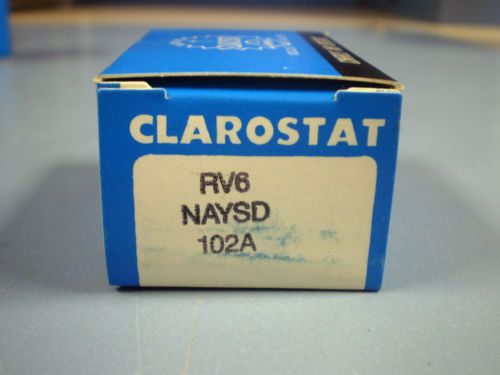 CLAROSTAT
RV6
NAYSD
102A